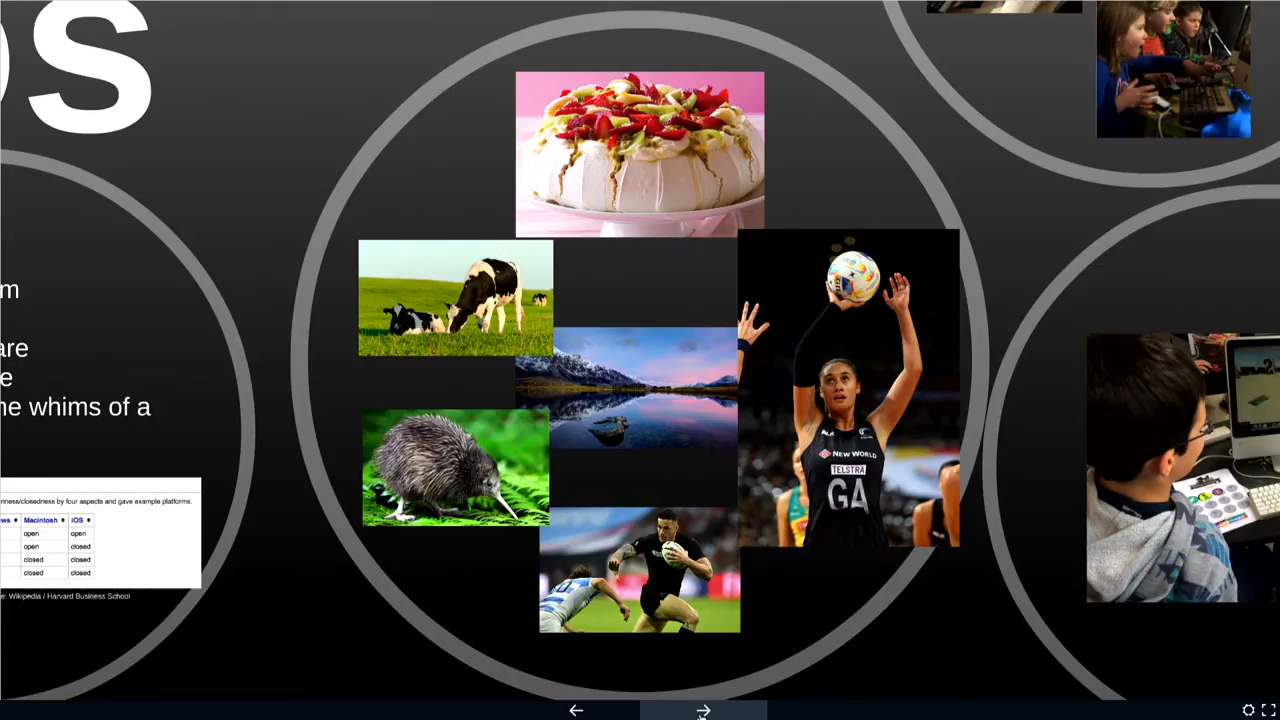 os
m
are
e
he whims of a
nness/closedness by four aspects and gave example platforms.
ws Macintosh iOS
open open
open closed
closed closed
closed closed
e: Wikipedia / Harvard Business School
NEW WORLD
TELSTRA
GA